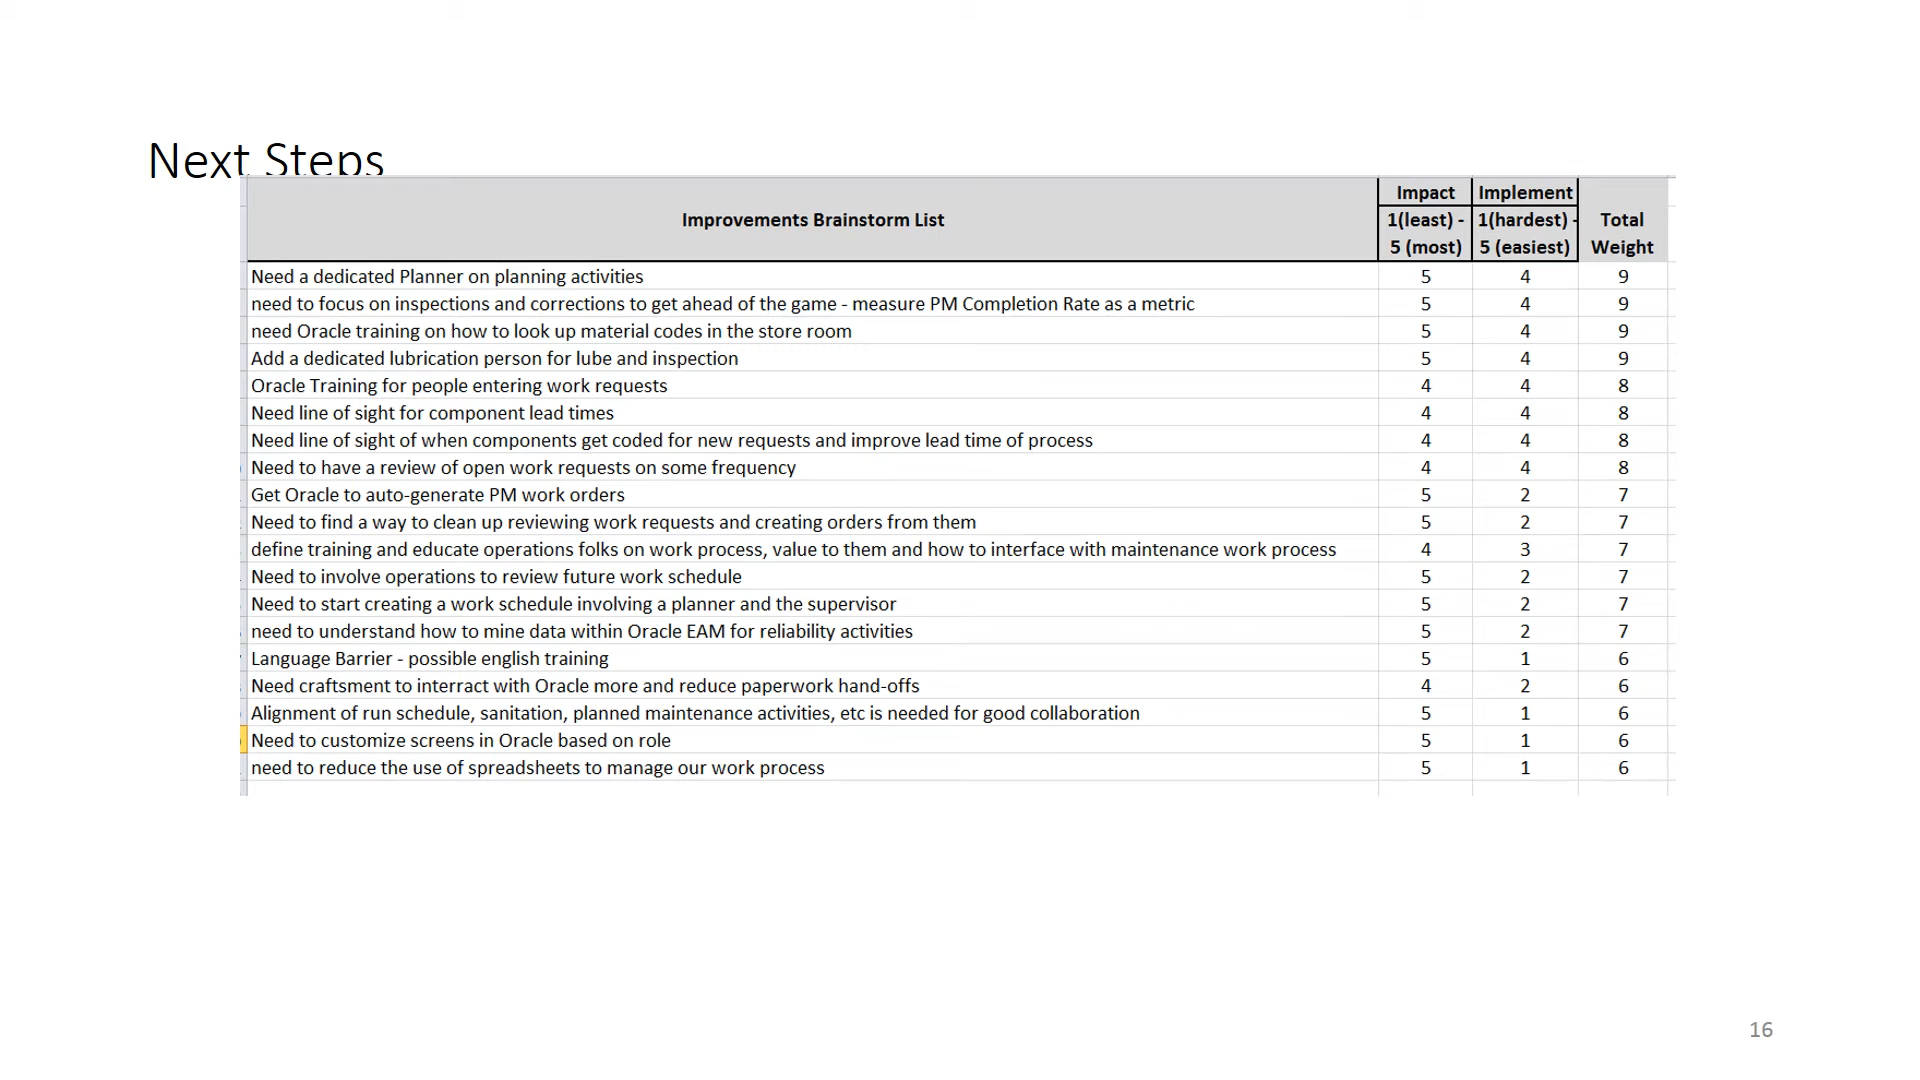 Next Steps
Improvements Brainstorm List Impact Implement Total Weight
1(least) - 5 (most) 1(hardest) - 5 (easiest)
Need a dedicated Planner on planning activities 5 4 9
need to focus on inspections and corrections to get ahead of the game - measure PM Completion Rate as a metric 5 4 9
need Oracle training on how to look up material codes in the store room 5 4 9
Add a dedicated lubrication person for lube and inspection 5 4 9
Oracle Training for people entering work requests 4 4 8
Need line of sight for component lead times 4 4 8
Need line of sight of when components get coded for new requests and improve lead time of process 4 4 8
Need to have a review of open work requests on some frequency 4 4 8
Get Oracle to auto-generate PM work orders 5 2 7
Need to find a way to clean up reviewing work requests and creating orders from them 5 2 7
define training and educate operations folks on work process, value to them and how to interface with maintenance work process 4 3 7
Need to involve operations to review future work schedule 5 2 7
Need to start creating a work schedule involving a planner and the supervisor 5 2 7
need to understand how to mine data within Oracle EAM for reliability activities 5 2 7
Language Barrier - possible english training 5 1 6
Need craftsment to interract with Oracle more and reduce paperwork hand-offs 4 2 6
Alignment of run schedule, sanitation, planned maintenance activities, etc is needed for good collaboration 5 1 6
Need to customize screens in Oracle based on role 5 1 6
need to reduce the use of spreadsheets to manage our work process 5 1 6
16